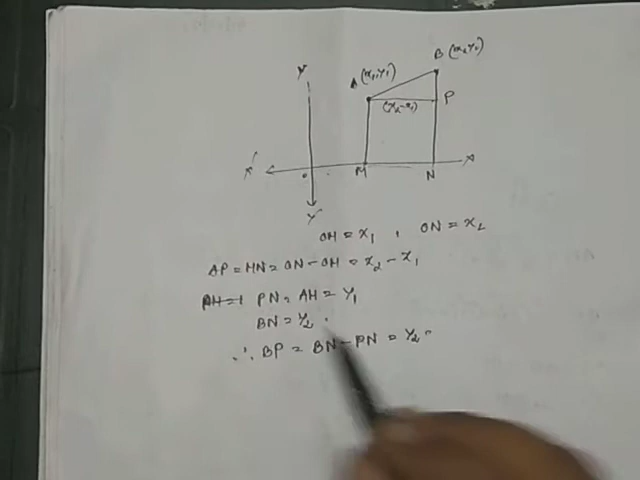 Y
B (x₂,y₂)
A (x₁,y₁)
(x₂-x₁) P
X' O M N X
Y'
OM = x₁ , ON = x₂
AP = MN = ON - OM = x₂ - x₁
PN = AM = y₁
BN = y₂ .
∴ BP = BN - PN = y₂ -